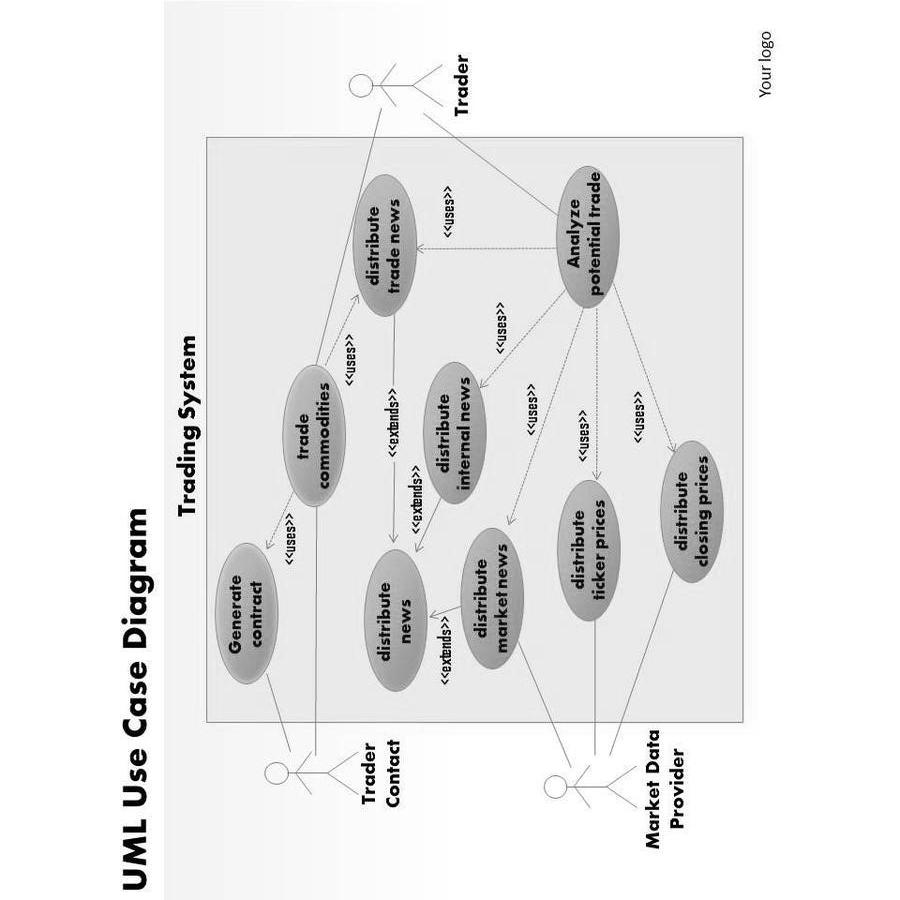 UML Use Case Diagram
Trading System
Generate
contract
<<uses>>
trade
commodities
<<uses>>
distribute
trade news
<<uses>>
Trader
Trader
Contact
distribute
news
<<extends>>
<<extends>>
<<extends>>
distribute
internal news
<<uses>>
distribute
market news
<<uses>>
Analyze
potential trade
distribute
ticker prices
<<uses>>
distribute
closing prices
<<uses>>
Market Data
Provider
Your logo